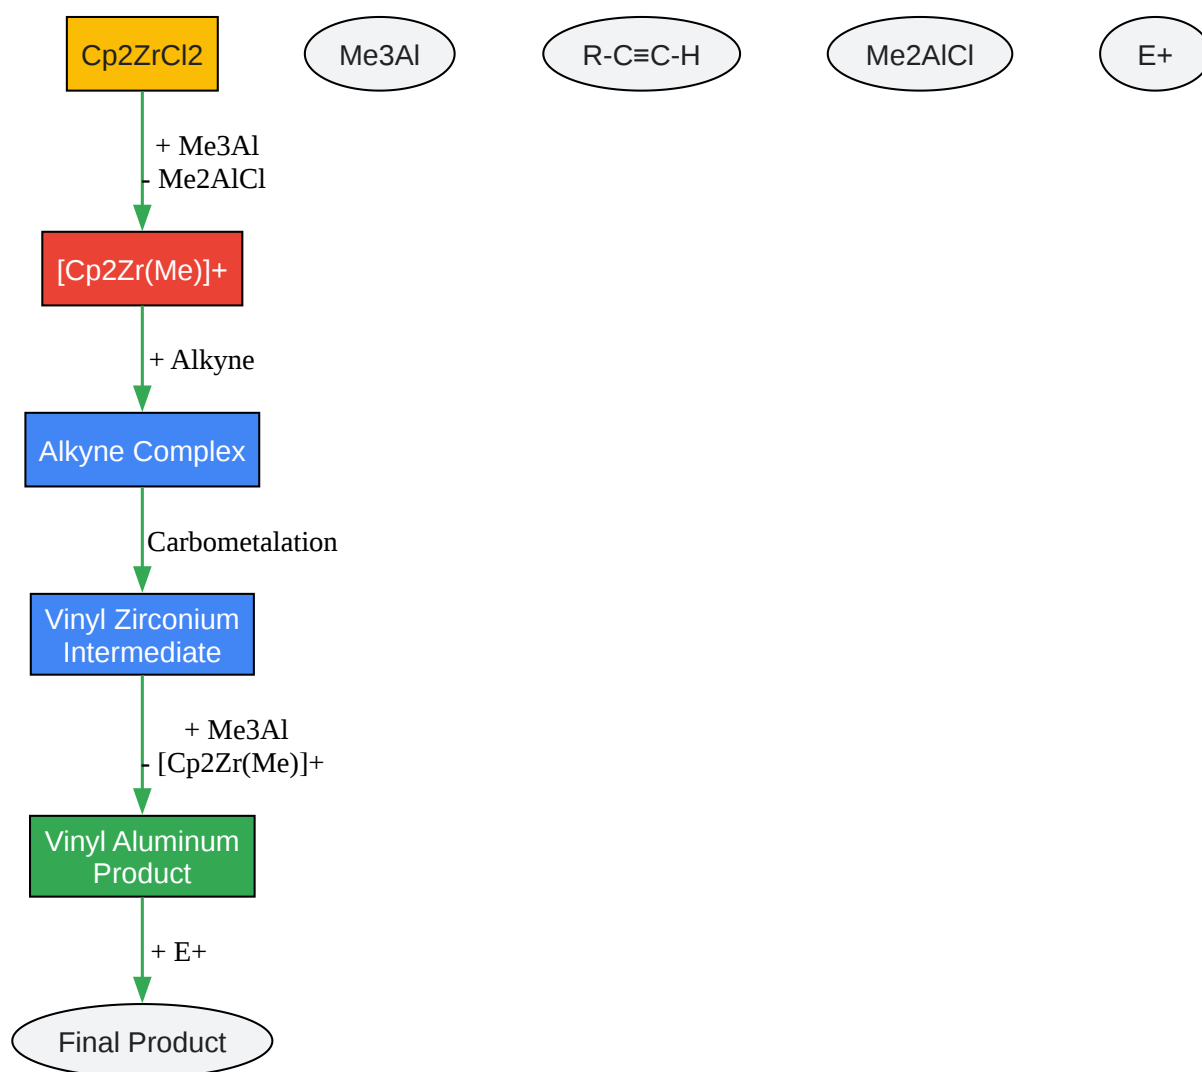 Cp2ZrCl2
Me3Al
R-C≡C-H
Me2AlCl
E+
+ Me3Al
- Me2AlCl
[Cp2Zr(Me)]+
+ Alkyne
Alkyne Complex
Carbometalation
Vinyl Zirconium
Intermediate
+ Me3Al
- [Cp2Zr(Me)]+
Vinyl Aluminum
Product
+ E+
Final Product